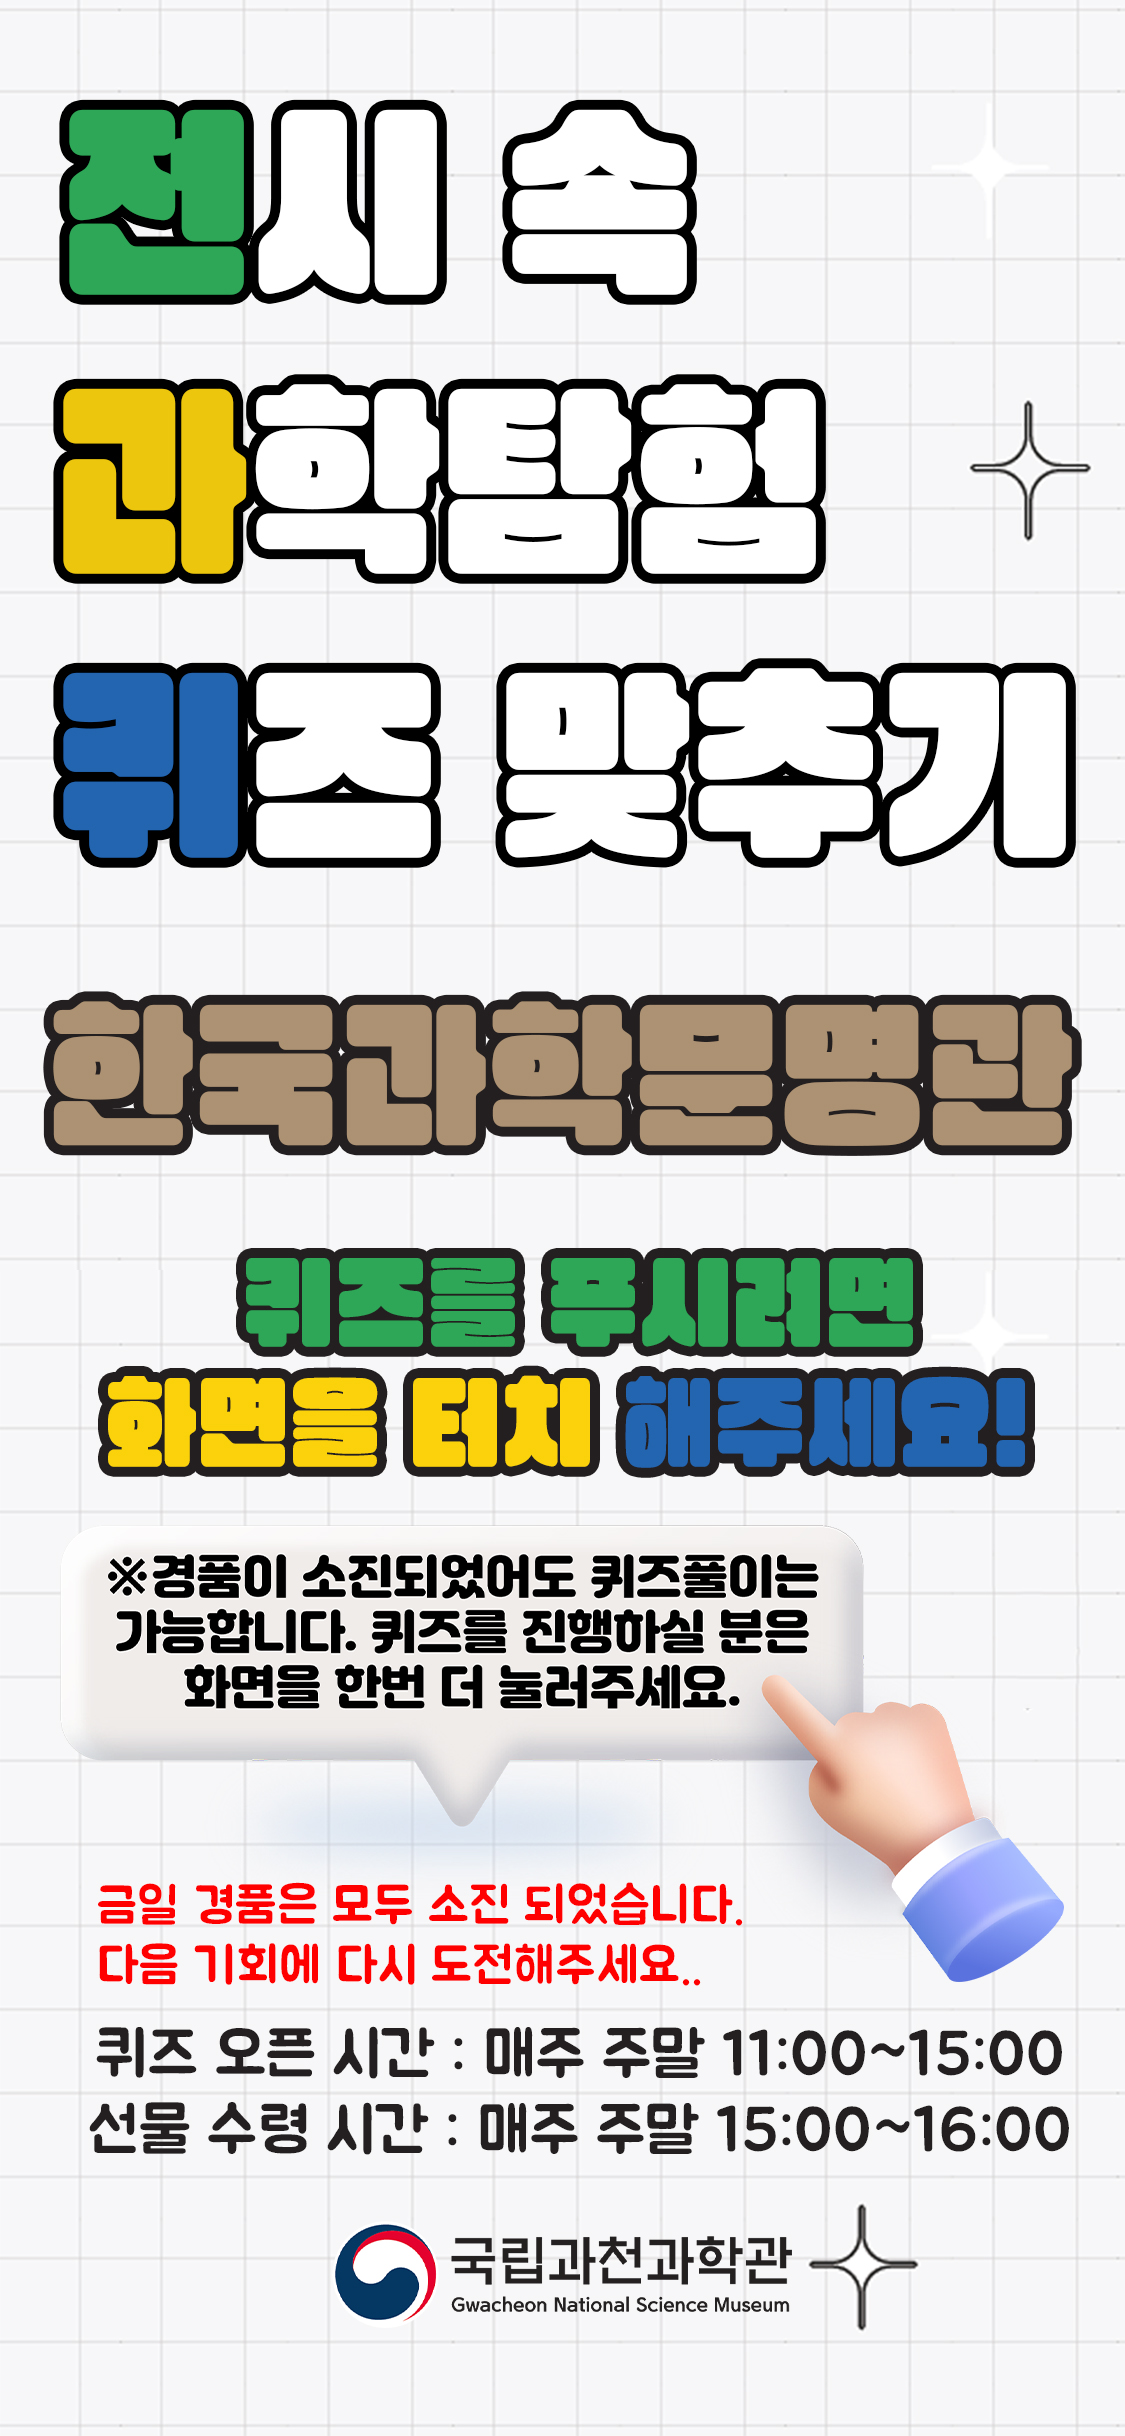 전시 속
과학탐험
퀴즈 맞추기
한국과학문명관
퀴즈를 푸시려면
화면을 터치 해주세요!
※경품이 소진되었어도 퀴즈풀이는
가능합니다. 퀴즈를 진행하실 분은
화면을 한번 더 눌러주세요.
금일 경품은 모두 소진 되었습니다.
다음 기회에 다시 도전해주세요..
퀴즈 오픈 시간 : 매주 주말 11:00~15:00
선물 수령 시간 : 매주 주말 15:00~16:00
국립과천과학관
Gwacheon National Science Museum